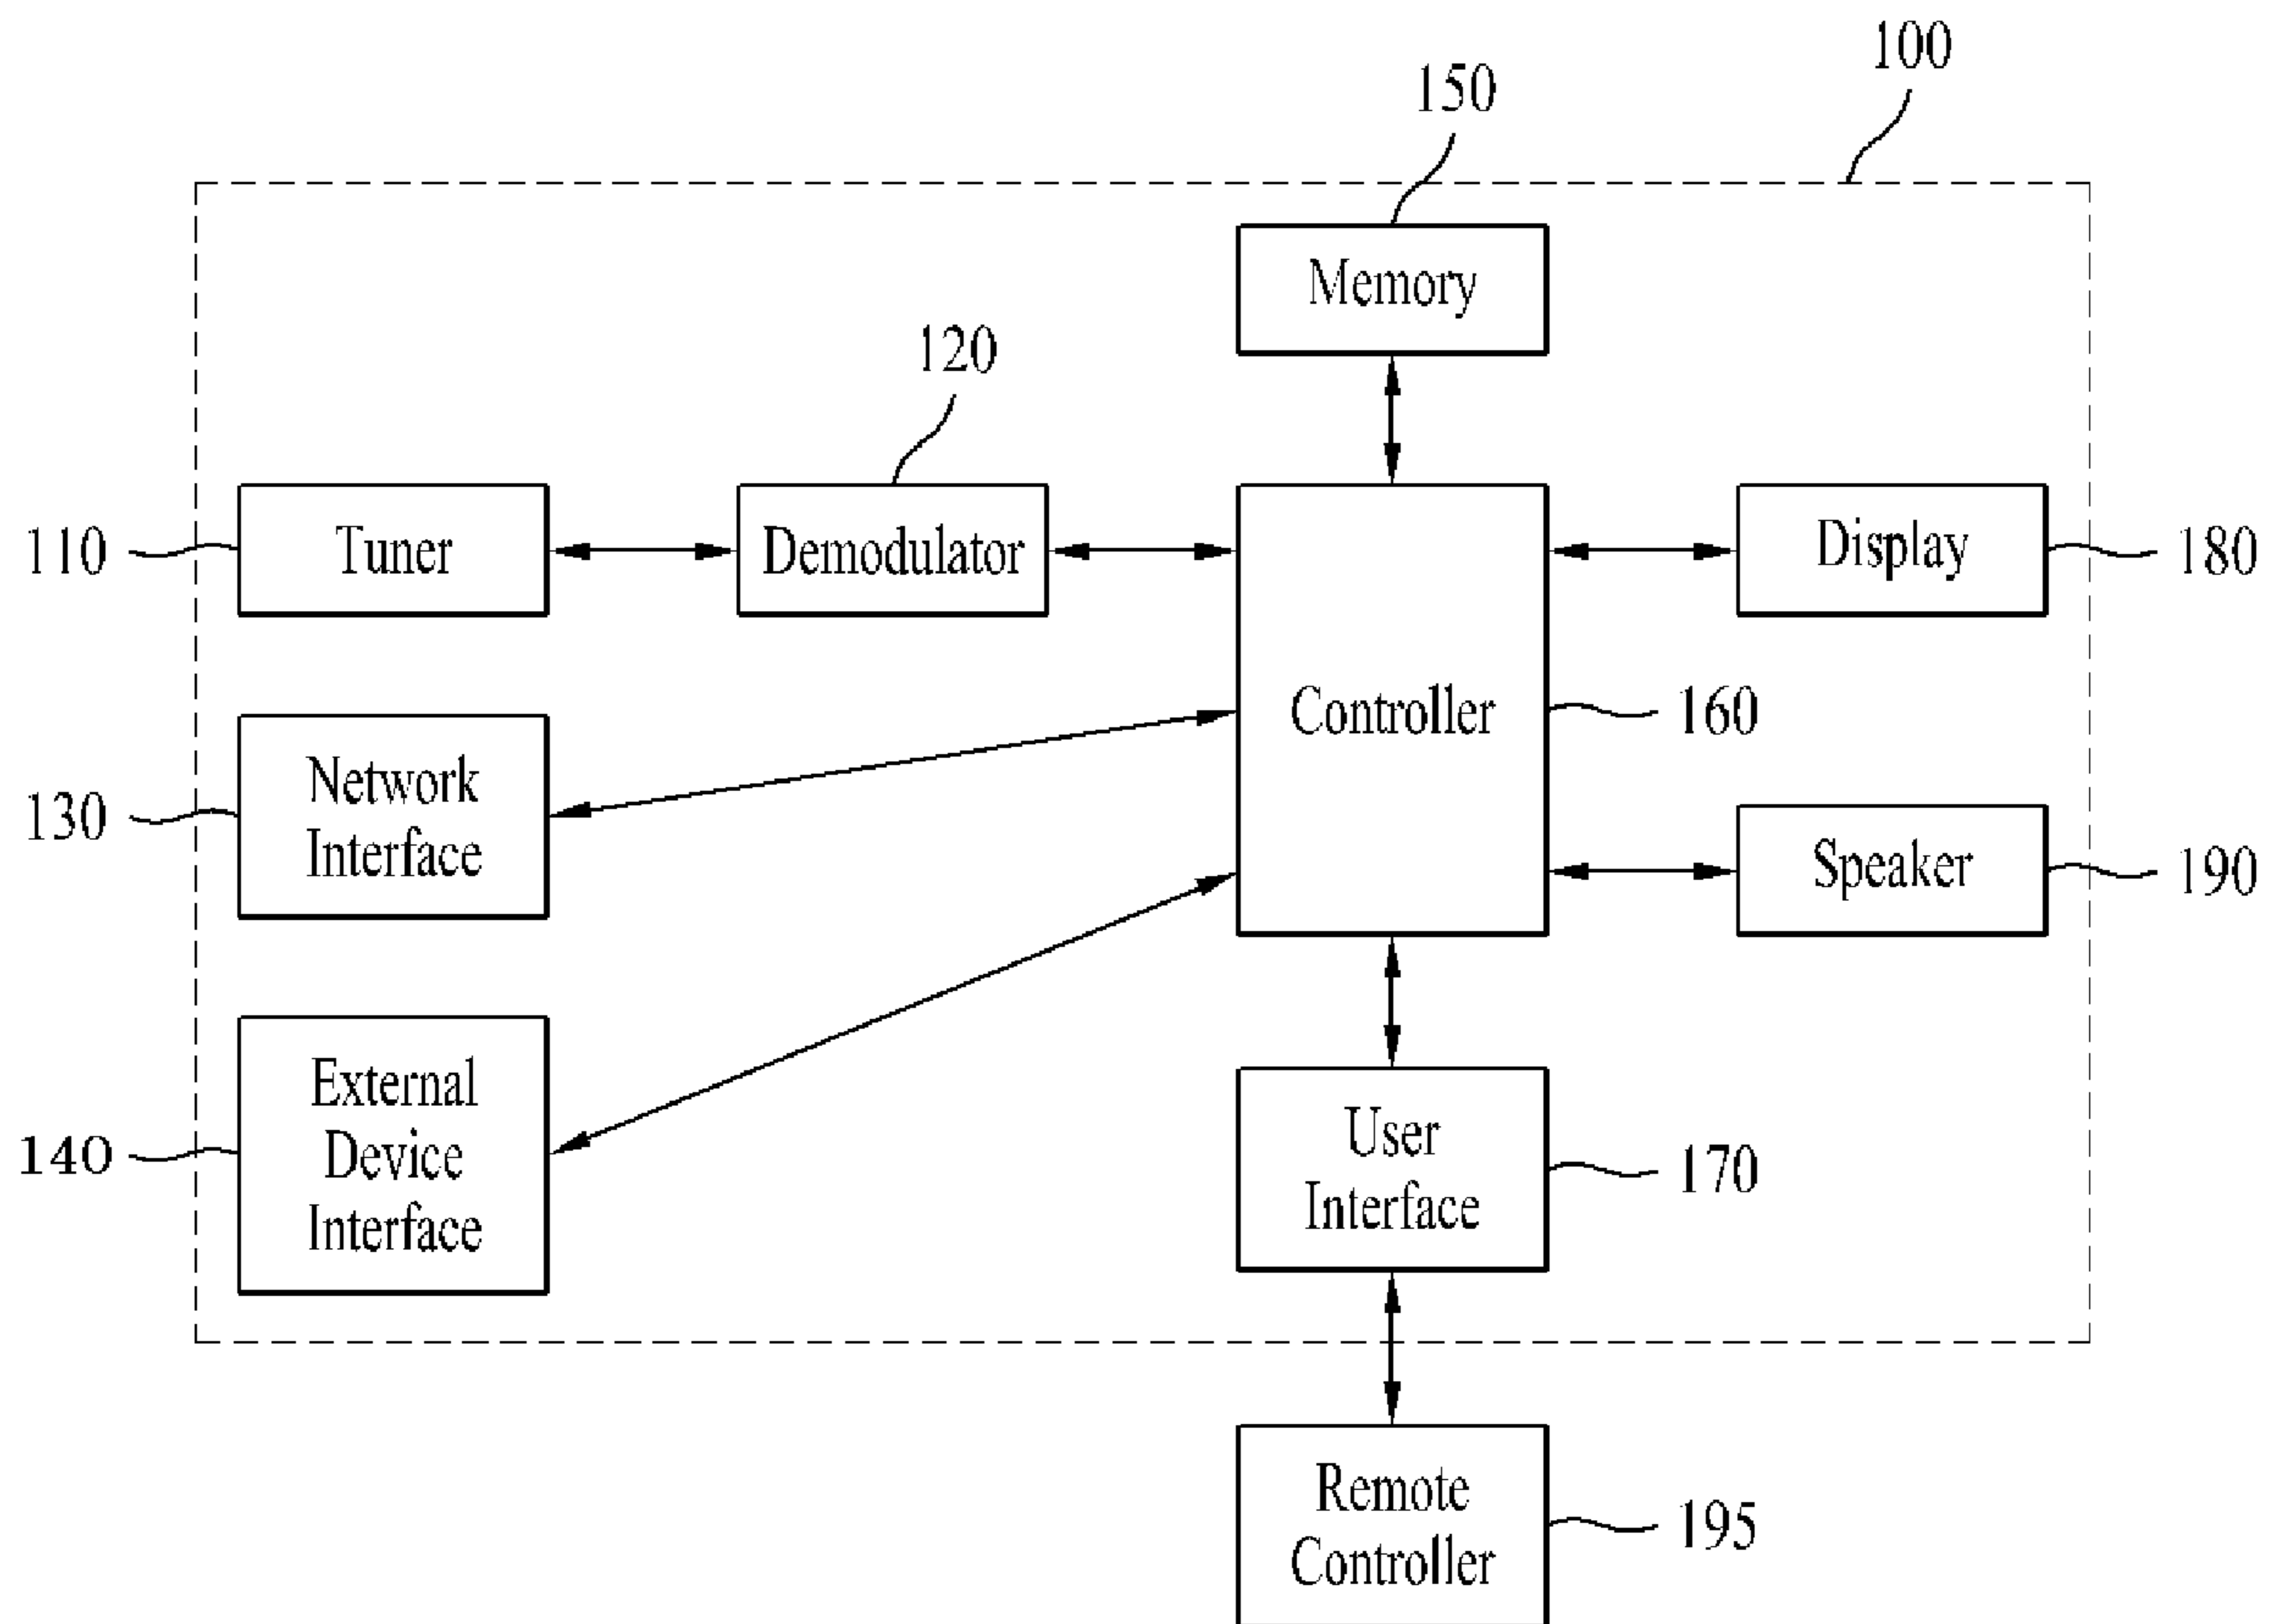 100
150
Memory
120
110
Tuner
Demodulator
Display
180
Controller
160
130
Network
Interface
Speaker
190
140
External
Device
Interface
User
Interface
170
Remote
Controller
195